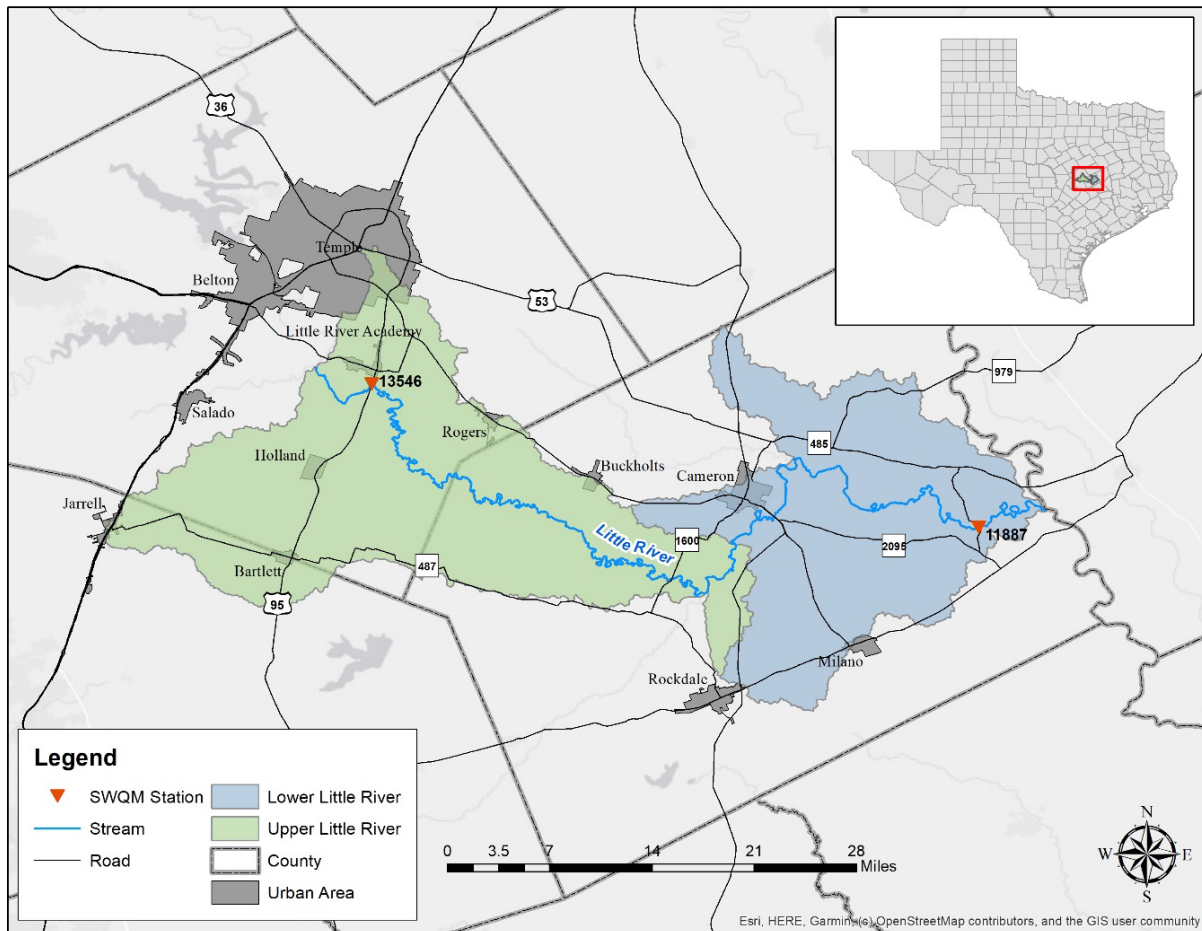 36
Temple
Belton
53
Little River Academy
13546
979
Salado
Rogers
485
Holland
Buckholts
Cameron
Jarrell
11887
Little River
1600
2095
Bartlett
487
95
Milano
Rockdale
Legend
SWQM Station
Stream
Road
Lower Little River
Upper Little River
County
Urban Area
0 3.5 7 14 21 28
Miles
N
W E
S
Esri, HERE, Garmin, (c) OpenStreetMap contributors, and the GIS user community